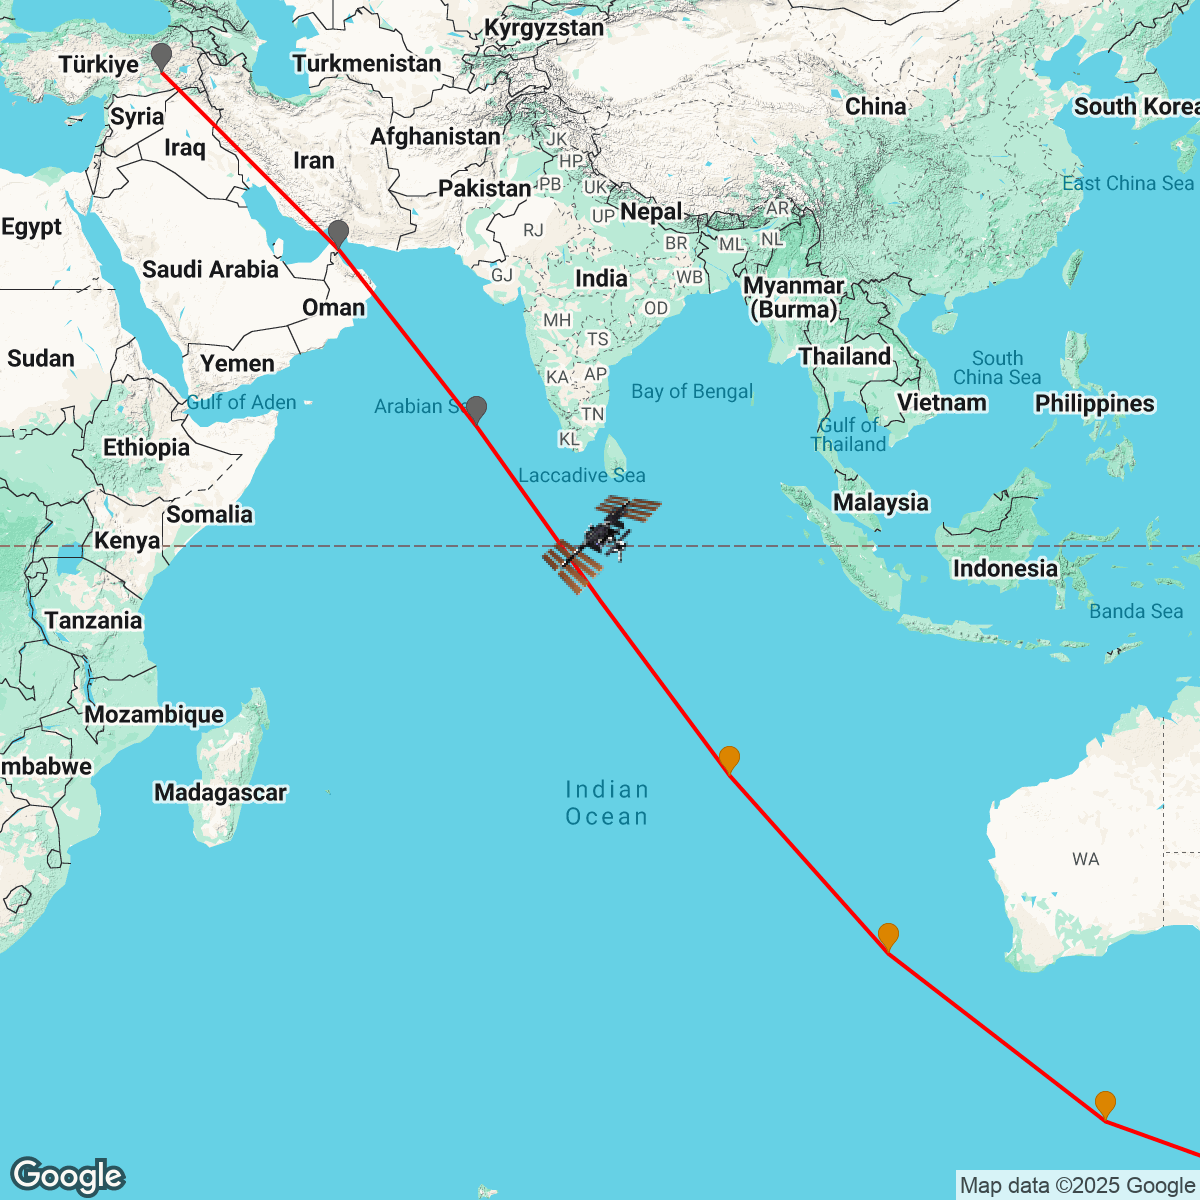 Kyrgyzstan
Türkiye
Turkmenistan
China
South Korea
Syria
Afghanistan
JK
Iraq
Iran
HP
Pakistan
PB
UK
East China Sea
Egypt
RJ
UP
Nepal
AR
BR
ML
NL
Saudi Arabia
GJ
India
WB
Myanmar
(Burma)
Oman
MH
OD
TS
Sudan
Yemen
Thailand
South
China Sea
KA
AP
Bay of Bengal
Gulf of Aden
Arabian Se
TN
Vietnam
Philippines
Ethiopia
KL
Gulf of
Thailand
Laccadive Sea
Somalia
Malaysia
Kenya
Indonesia
Tanzania
Banda Sea
Mozambique
mbabwe
Madagascar
Indian
Ocean
WA
Google
Map data ©2025 Google